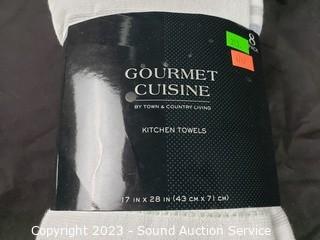 8
GOURMET
CUISINE
BY TOWN & COUNTRY LIVING
KITCHEN TOWELS
17 IN X 28 IN (43 CM X 71 CM)
Copyright 2023 - Sound Auction Service